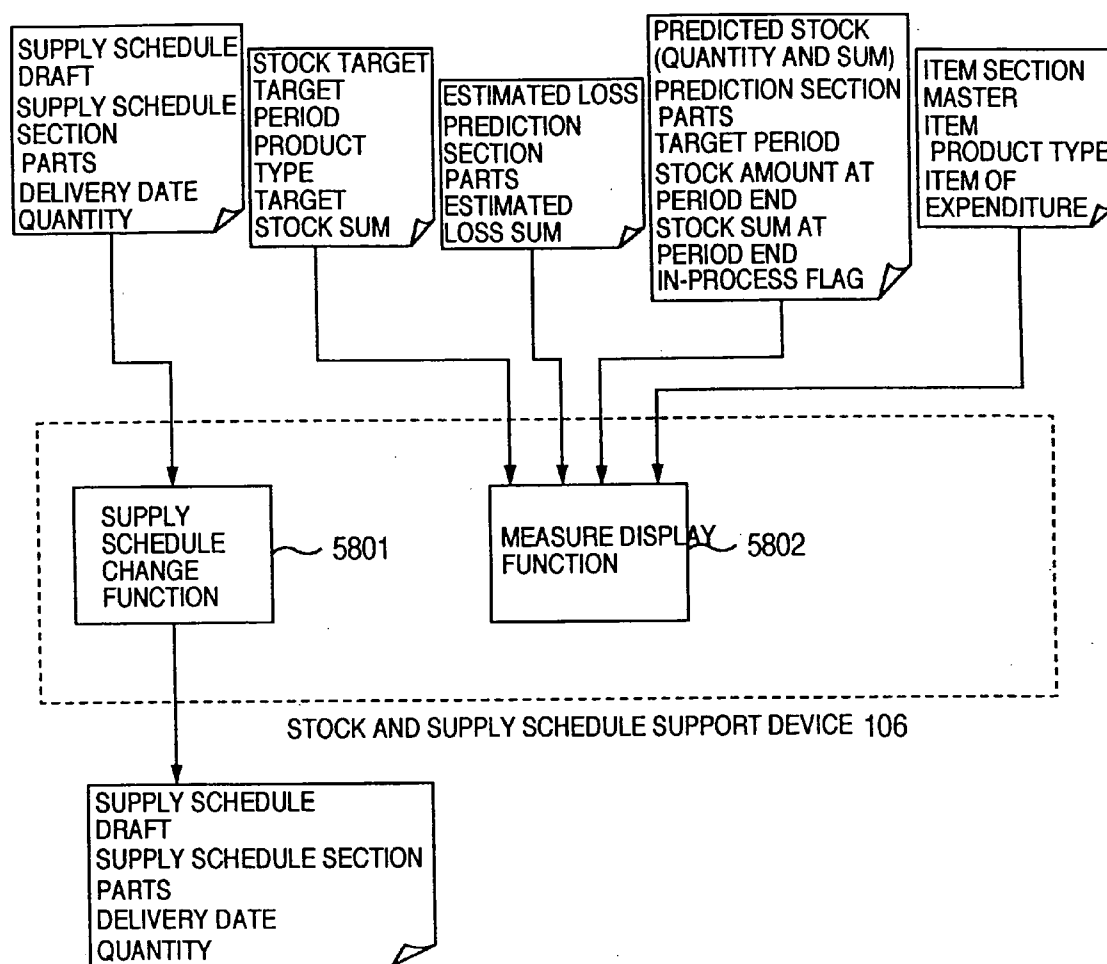 SUPPLY SCHEDULE
DRAFT
SUPPLY SCHEDULE
SECTION
PARTS
DELIVERY DATE
QUANTITY
STOCK TARGET
TARGET
PERIOD
PRODUCT
TYPE
TARGET
STOCK SUM
ESTIMATED LOSS
PREDICTION
SECTION
PARTS
ESTIMATED
LOSS SUM
PREDICTED STOCK
(QUANTITY AND SUM)
PREDICTION SECTION
PARTS
TARGET PERIOD
STOCK AMOUNT AT
PERIOD END
STOCK SUM AT
PERIOD END
IN-PROCESS FLAG
ITEM SECTION
MASTER
ITEM
PRODUCT TYPE
ITEM OF
EXPENDITURE
SUPPLY
SCHEDULE
CHANGE
FUNCTION
5801
MEASURE DISPLAY
FUNCTION
5802
STOCK AND SUPPLY SCHEDULE SUPPORT DEVICE 106
SUPPLY SCHEDULE
DRAFT
SUPPLY SCHEDULE SECTION
PARTS
DELIVERY DATE
QUANTITY